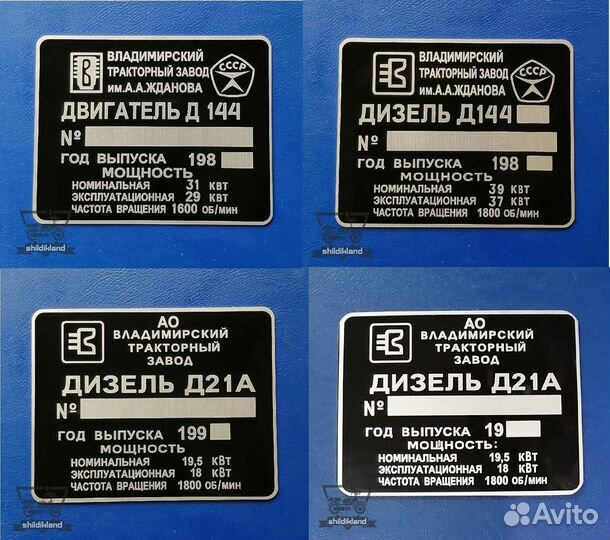 ВЛАДИМИРСКИЙ
ТРАКТОРНЫЙ ЗАВОД
им.А.А.ЖДАНОВА
СССР
ДВИГАТЕЛЬ Д 144
№
ГОД ВЫПУСКА 198
МОЩНОСТЬ
НОМИНАЛЬНАЯ 31 КВТ
ЭКСПЛУАТАЦИОННАЯ 29 КВТ
ЧАСТОТА ВРАЩЕНИЯ 1600 ОБ/МИН
shildikland
ВЛАДИМИРСКИЙ
ТРАКТОРНЫЙ ЗАВОД
им.А.А.ЖДАНОВА
СССР
ДИЗЕЛЬ Д144
№
ГОД ВЫПУСКА 198
МОЩНОСТЬ
НОМИНАЛЬНАЯ 39 КВТ
ЭКСПЛУАТАЦИОННАЯ 37 КВТ
ЧАСТОТА ВРАЩЕНИЯ 1800 ОБ/МИН
shildikland
АО
ВЛАДИМИРСКИЙ
ТРАКТОРНЫЙ
ЗАВОД
ДИЗЕЛЬ Д21А
№
ГОД ВЫПУСКА 199
МОЩНОСТЬ
НОМИНАЛЬНАЯ 19,5 КВТ
ЭКСПЛУАТАЦИОННАЯ 18 КВТ
ЧАСТОТА ВРАЩЕНИЯ 1800 ОБ/МИН
shildikland
АО
ВЛАДИМИРСКИЙ
ТРАКТОРНЫЙ
ЗАВОД
ДИЗЕЛЬ Д21А
№
ГОД ВЫПУСКА 19
МОЩНОСТЬ:
НОМИНАЛЬНАЯ 19,5 КВТ
ЭКСПЛУАТАЦИОННАЯ 18 КВТ
ЧАСТОТА ВРАЩЕНИЯ 1800 ОБ/МИН
shildikland
Avito